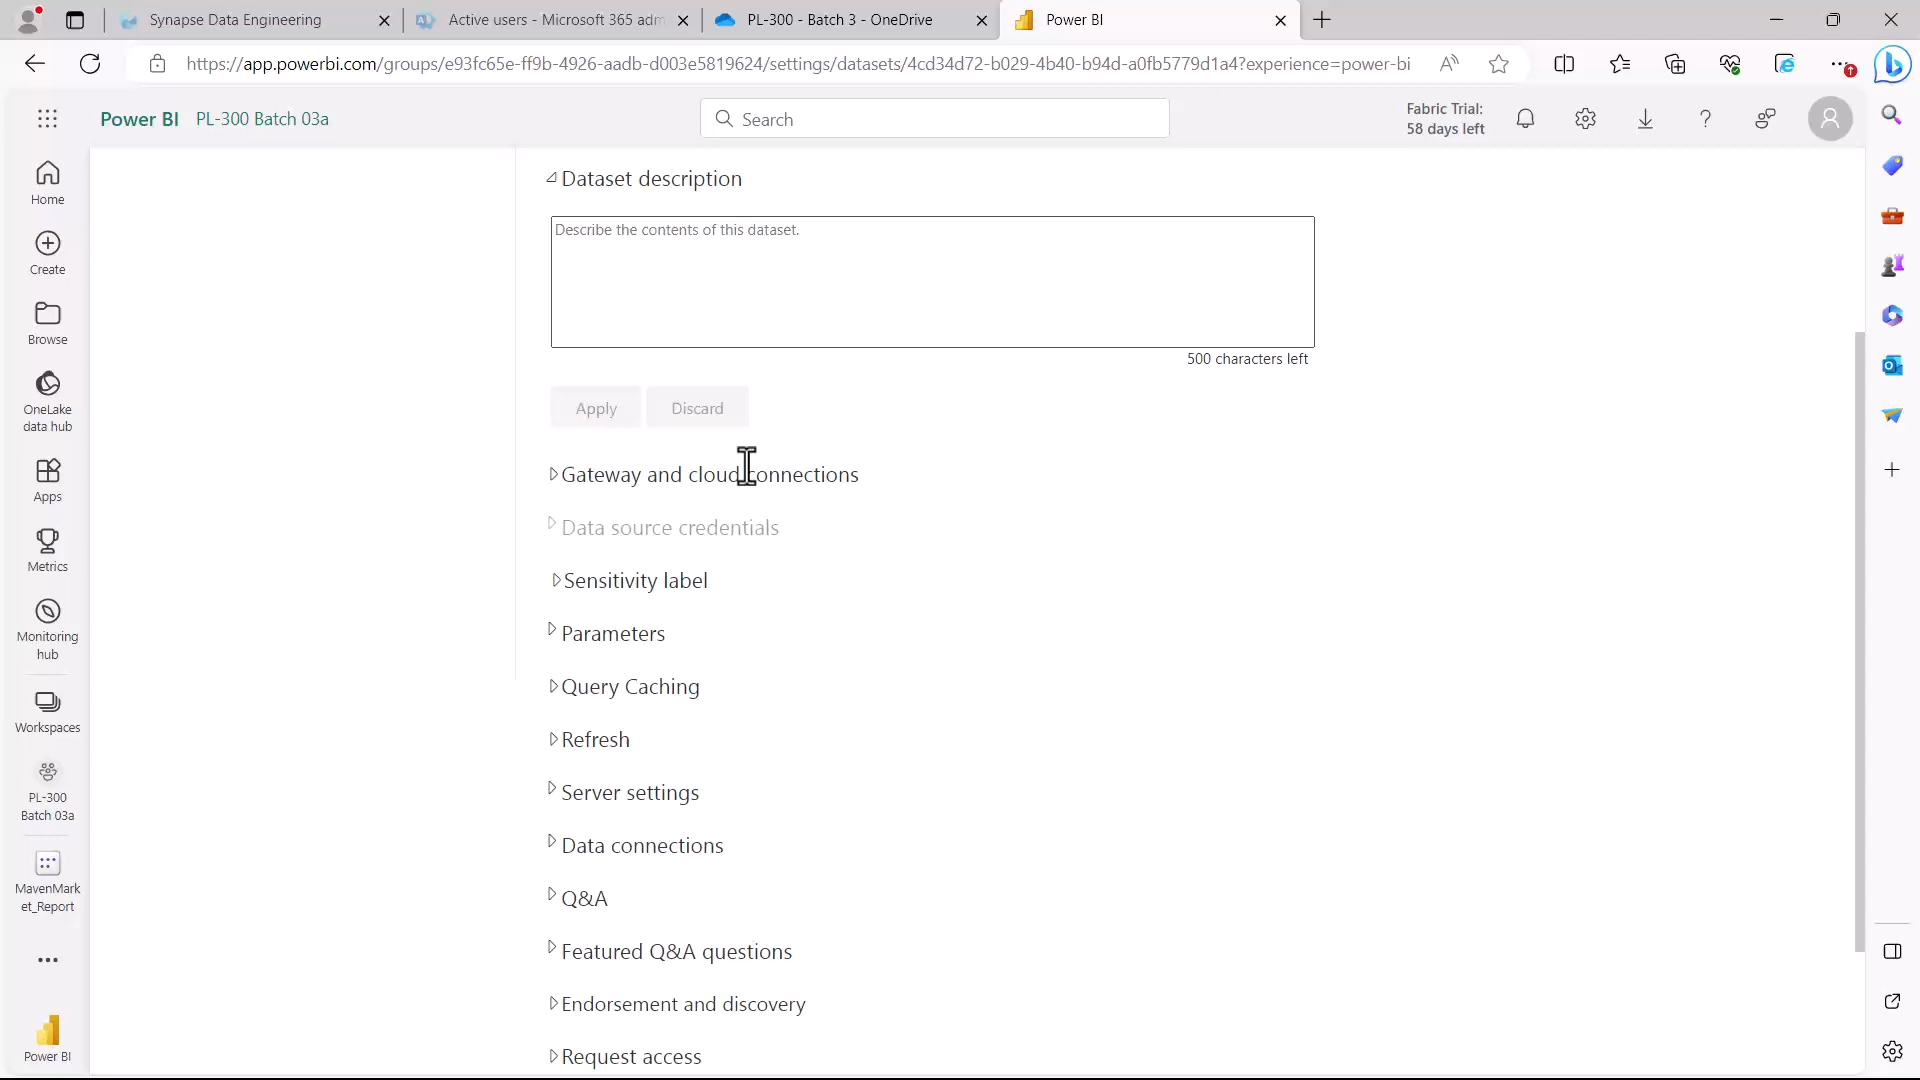 Synapse Data Engineering
Active users - Microsoft 365 adm
PL-300 - Batch 3 - OneDrive
Power BI
https://app.powerbi.com/groups/e93fc65e-ff9b-4926-aadb-d003e5819624/settings/datasets/4cd34d72-b029-4b40-b94d-a0fb5779d1a4?experience=power-bi
Power BI PL-300 Batch 03a
Search
Fabric Trial:
58 days left
Home
Create
Browse
OneLake
data hub
Apps
Metrics
Monitoring
hub
Workspaces
PL-300
Batch 03a
MavenMark
et_Report
Power BI
Dataset description
Describe the contents of this dataset.
500 characters left
Apply
Discard
Gateway and cloud connections
Data source credentials
Sensitivity label
Parameters
Query Caching
Refresh
Server settings
Data connections
Q&A
Featured Q&A questions
Endorsement and discovery
Request access